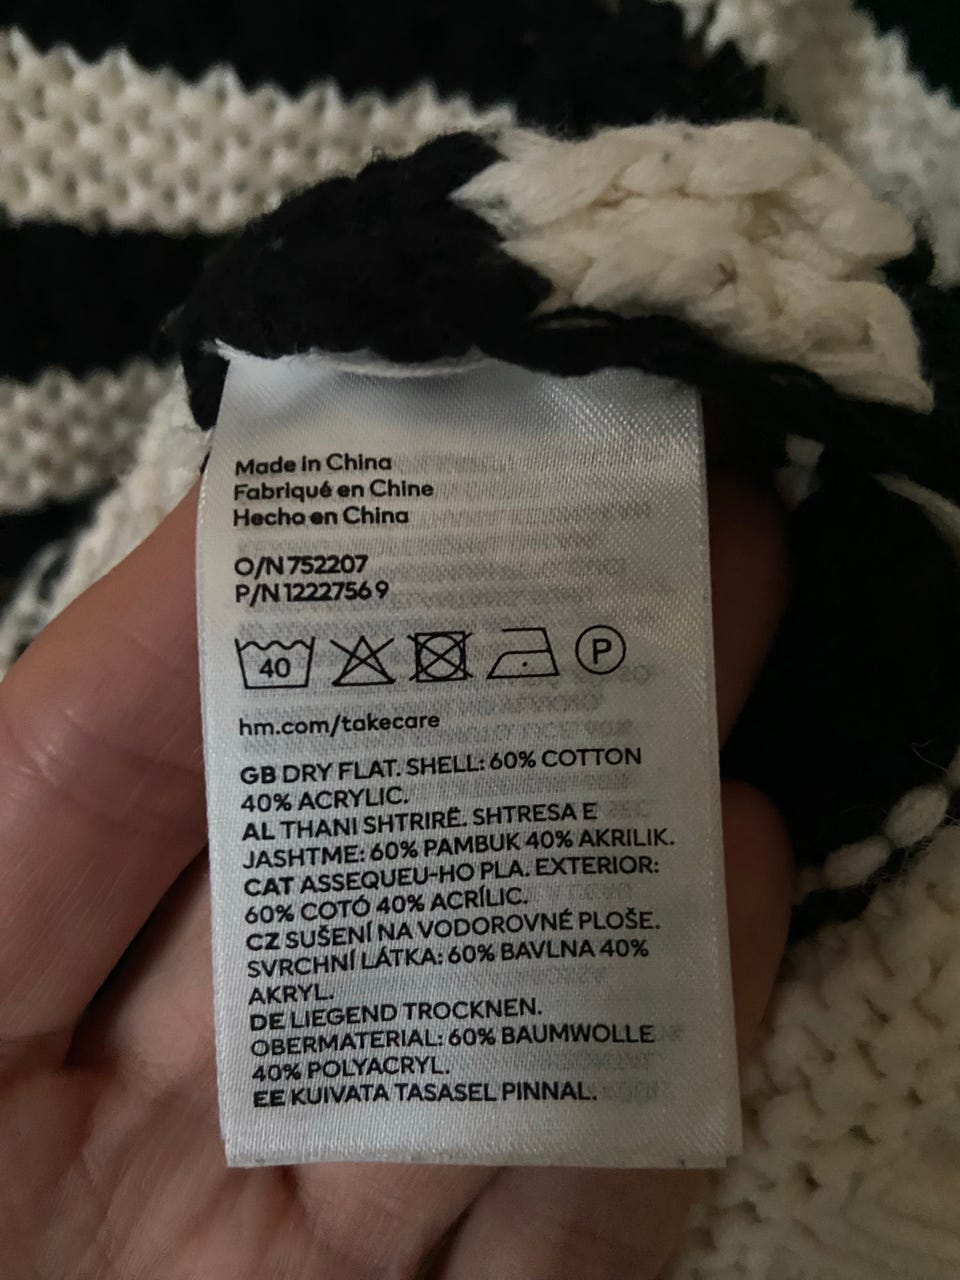 Made in China
Fabriqué en Chine
Hecho en China
O/N 752207
P/N 12227569
40
P
hm.com/takecare
GB DRY FLAT. SHELL: 60% COTTON
40% ACRYLIC.
AL THANI SHTRIRË. SHTRESA E
JASHTME: 60% PAMBUK 40% AKRILIK.
CAT ASSEQUEU-HO PLA. EXTERIOR:
60% COTÓ 40% ACRÍLIC.
CZ SUŠENÍ NA VODOROVNÉ PLOŠE.
SVRCHNÍ LÁTKA: 60% BAVLNA 40%
AKRYL.
DE LIEGEND TROCKNEN.
OBERMATERIAL: 60% BAUMWOLLE
40% POLYACRYL.
EE KUIVATA TASASEL PINNAL.